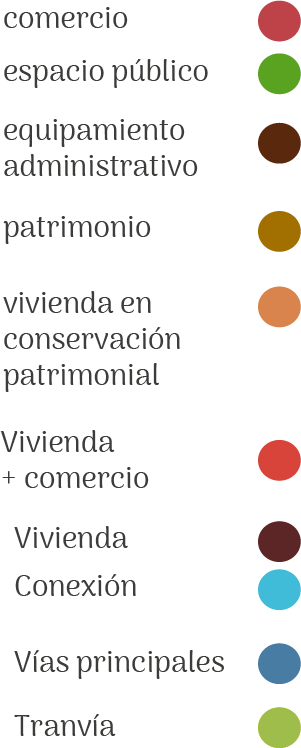 comercio
espacio público
equipamiento
administrativo
patrimonio
vivienda en
conservación
patrimonial
Vivienda
+ comercio
Vivienda
Conexión
Vías principales
Tranvía